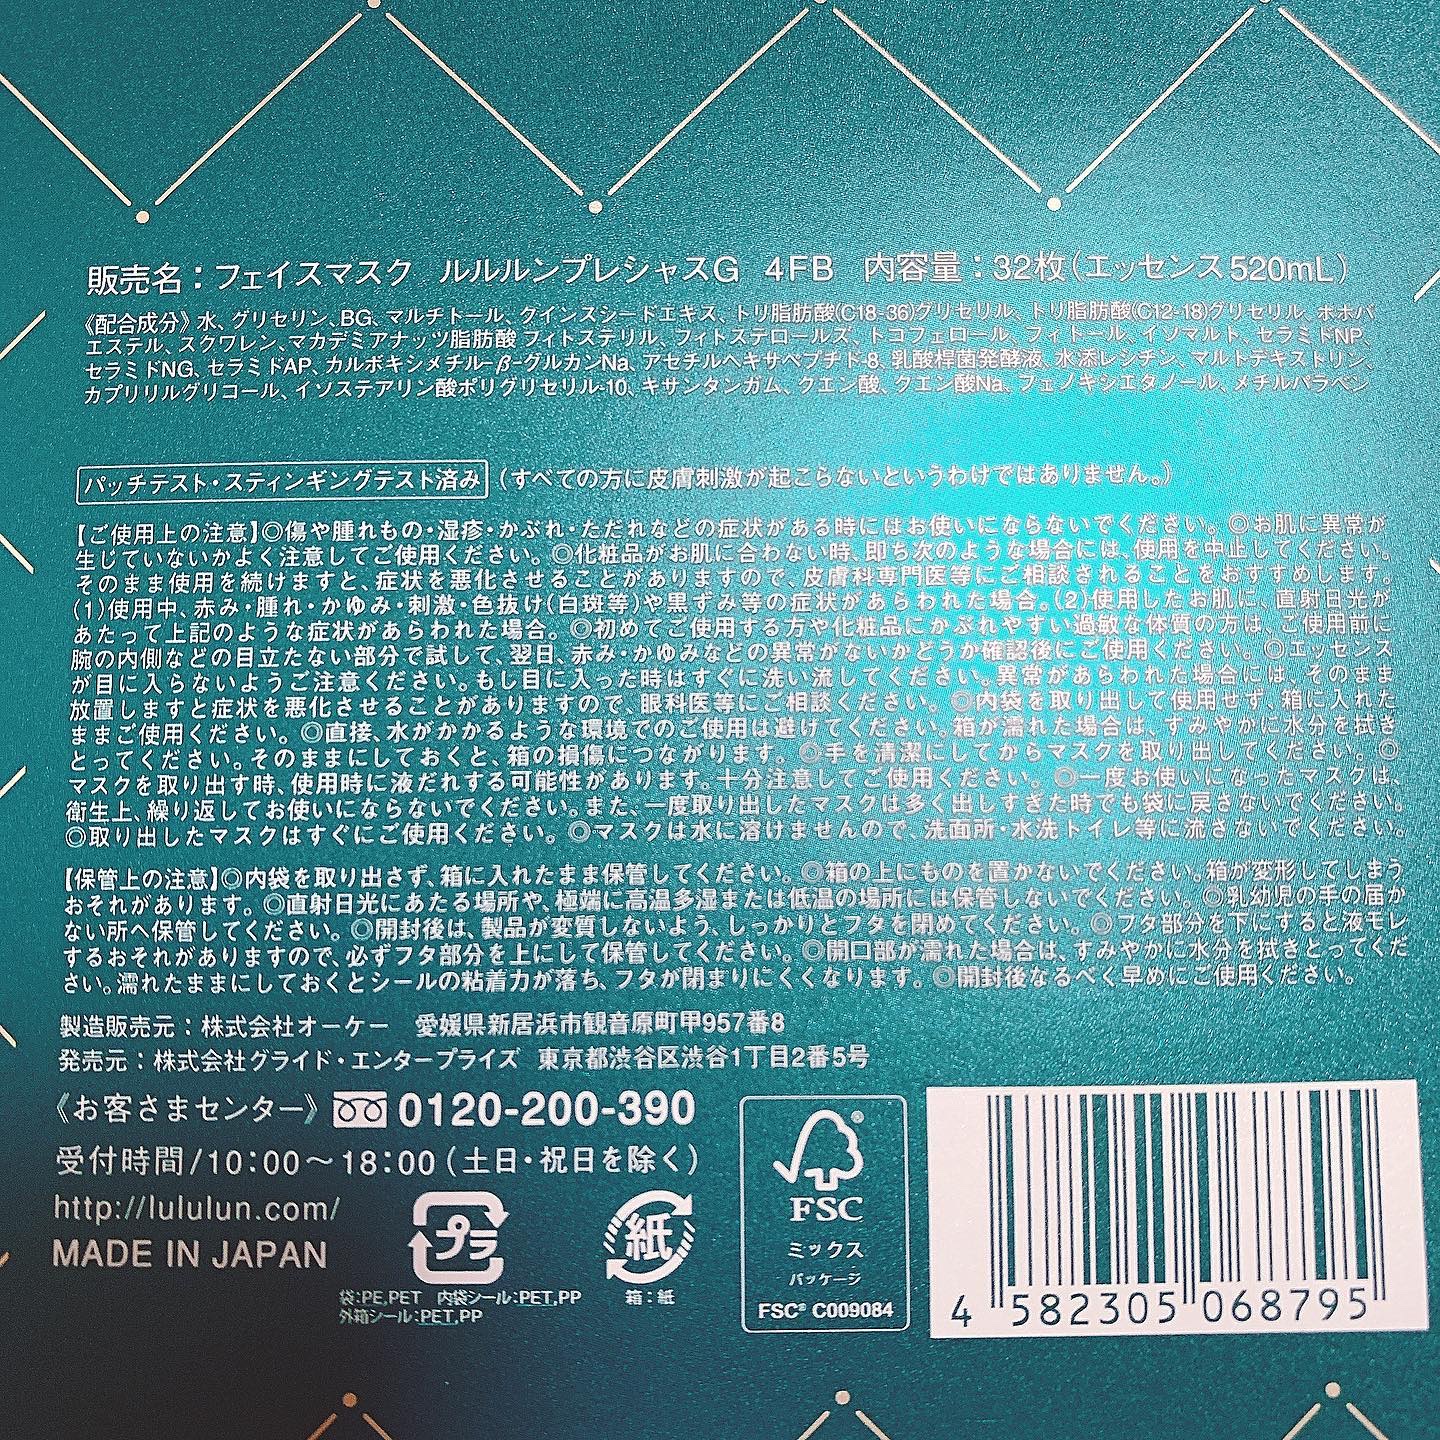 販売名：フェイスマスク ルルルンプレシャスG 4FB 内容量：32枚(エッセンス520mL)
《配合成分》水、グリセリン、BG、マルチトール、クインスシードエキス、トリ脂肪酸(C18-36)グリセリル、トリ脂肪酸(C12-18)グリセリル、ホホバ
エステル、スクワレン、マカデミアナッツ脂肪酸フィトステリル、フィトステロールズ、トコフェロール、フィトール、イソマルト、セラミドNP、
セラミドNG、セラミドAP、カルボキシメチル-β-グルカンNa、アセチルヘキサペプチド-8、乳酸桿菌発酵液、水添レシチン、マルトデキストリン、
カプリリルグリコール、イソステアリン酸ポリグリセリル-10、キサンタンガム、クエン酸、クエン酸Na、フェノキシエタノール、メチルパラベン
パッチテスト・スティンギングテスト済み (すべての方に皮膚刺激が起こらないというわけではありません。)
【ご使用上の注意】◎傷や腫れもの・湿疹・かぶれ・ただれなどの症状がある時にはお使いにならないでください。◎お肌に異常が
生じていないかよく注意してご使用ください。◎化粧品がお肌に合わない時、即ち次のような場合には、使用を中止してください。
そのまま使用を続けますと、症状を悪化させることがありますので、皮膚科専門医等にご相談されることをおすすめします。
(1)使用中、赤み・腫れ・かゆみ・刺激・色抜け(白斑等)や黒ずみ等の症状があらわれた場合。(2)使用したお肌に、直射日光が
あたって上記のような症状があらわれた場合。◎初めてご使用する方や化粧品にかぶれやすい過敏な体質の方は、ご使用前に
腕の内側などの目立たない部分で試して、翌日、赤み・かゆみなどの異常がないかどうか確認後にご使用ください。◎エッセンス
が目に入らないようご注意ください。もし目に入った時はすぐに洗い流してください。異常があらわれた場合には、そのまま
放置しますと症状を悪化させることがありますので、眼科医等にご相談ください。◎内袋を取り出して使用せず、箱に入れた
ままご使用ください。◎直接、水がかかるような環境でのご使用は避けてください。箱が濡れた場合は、すみやかに水分を拭き
とってください。そのままにしておくと、箱の損傷につながります。◎手を清潔にしてからマスクを取り出してください。◎
マスクを取り出す時、使用時に液だれする可能性があります。十分注意してご使用ください。◎一度お使いになったマスクは、
衛生上、繰り返してお使いにならないでください。また、一度取り出したマスクは多く出しすぎた時でも袋に戻さないでください。
◎取り出したマスクはすぐにご使用ください。◎マスクは水に溶けませんので、洗面所・水洗トイレ等に流さないでください。
【保管上の注意】◎内袋を取り出さず、箱に入れたまま保管してください。◎箱の上にものを置かないでください。箱が変形してしまう
おそれがあります。◎直射日光にあたる場所や、極端に高温多湿または低温の場所には保管しないでください。◎乳幼児の手の届か
ない所へ保管してください。◎開封後は、製品が変質しないよう、しっかりとフタを閉めてください。◎フタ部分を下にすると液モレ
するおそれがありますので、必ずフタ部分を上にして保管してください。◎開口部が濡れた場合は、すみやかに水分を拭きとってくだ
さい。濡れたままにしておくとシールの粘着力が落ち、フタが閉まりにくくなります。◎開封後なるべく早めにご使用ください。
製造販売元：株式会社オーケー 愛媛県新居浜市観音原町甲957番8
発売元：株式会社グライド・エンタープライズ 東京都渋谷区渋谷1丁目2番5号
《お客さまセンター》 0120-200-390
受付時間/10：00〜18：00(土日・祝日を除く)
http://lululun.com/
MADE IN JAPAN
プラ
袋：PE,PET 内袋シール：PET,PP
外箱シール：PET,PP
紙
箱：紙
FSC®
ミックス
パッケージ
FSC® C009084
4 582305 068795